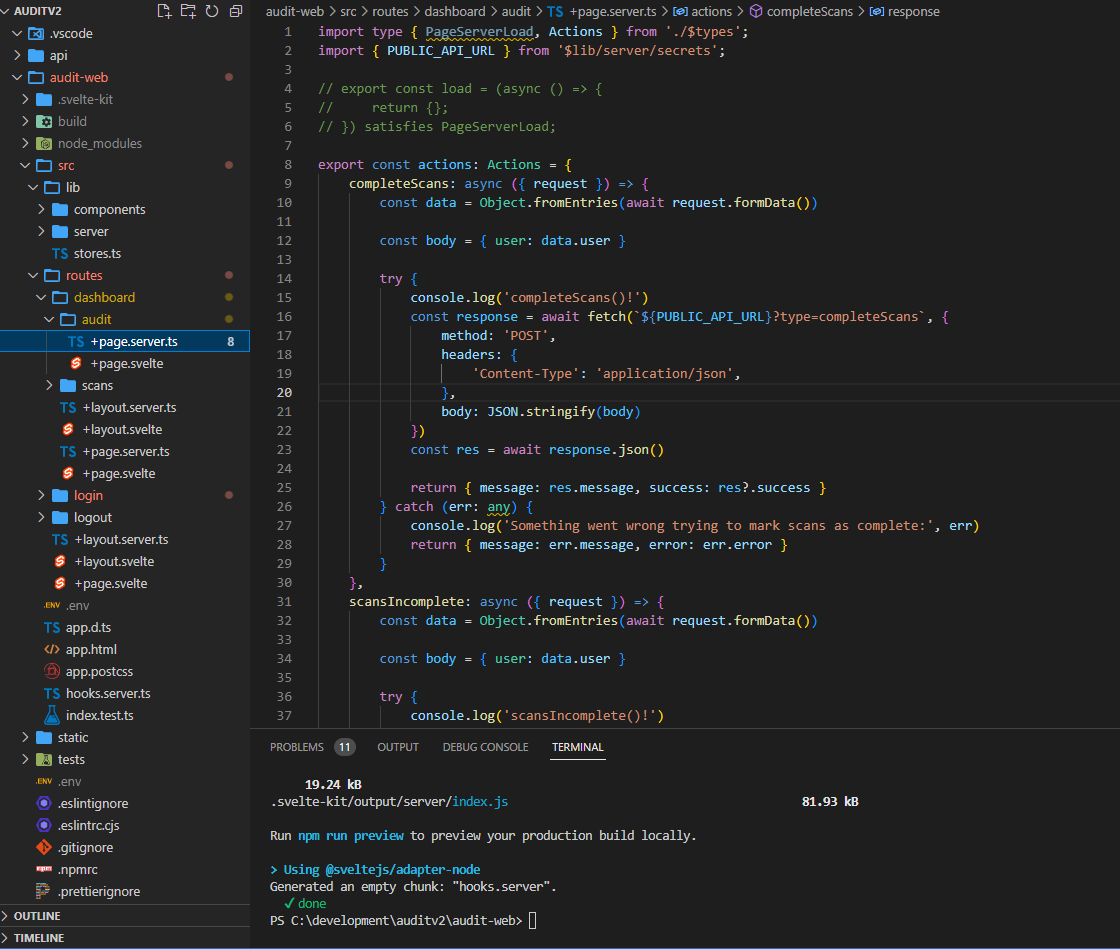 AUDITV2
.vscode
api
audit-web
.svelte-kit
build
node_modules
src
lib
components
server
TS stores.ts
routes
dashboard
audit
TS +page.server.ts 8
+page.svelte
scans
TS +layout.server.ts
+layout.svelte
TS +page.server.ts
+page.svelte
login
logout
TS +layout.server.ts
+layout.svelte
+page.svelte
.ENV .env
TS app.d.ts
app.html
app.postcss
TS hooks.server.ts
index.test.ts
static
tests
.ENV .env
.eslintignore
.eslintrc.cjs
.gitignore
npm .npmrc
.prettierignore
OUTLINE
TIMELINE
audit-web > src > routes > dashboard > audit > TS +page.server.ts > actions > completeScans > response
1 import type { PageServerLoad, Actions } from './$types';
2 import { PUBLIC_API_URL } from '$lib/server/secrets';
3
4 // export const load = (async () => {
5 //     return {};
6 // }) satisfies PageServerLoad;
7
8 export const actions: Actions = {
9     completeScans: async ({ request }) => {
10         const data = Object.fromEntries(await request.formData())
11
12         const body = { user: data.user }
13
14         try {
15             console.log('completeScans()!')
16             const response = await fetch(`${PUBLIC_API_URL}?type=completeScans`, {
17                 method: 'POST',
18                 headers: {
19                     'Content-Type': 'application/json',
20                 },
21                 body: JSON.stringify(body)
22             })
23             const res = await response.json()
24
25             return { message: res.message, success: res?.success }
26         } catch (err: any) {
27             console.log('Something went wrong trying to mark scans as complete:', err)
28             return { message: err.message, error: err.error }
29         }
30     },
31     scansIncomplete: async ({ request }) => {
32         const data = Object.fromEntries(await request.formData())
33
34         const body = { user: data.user }
35
36         try {
37             console.log('scansIncomplete()!')
PROBLEMS 11 OUTPUT DEBUG CONSOLE TERMINAL
19.24 kB
.svelte-kit/output/server/index.js 81.93 kB
Run npm run preview to preview your production build locally.
> Using @sveltejs/adapter-node
Generated an empty chunk: "hooks.server".
✓ done
PS C:\development\auditv2\audit-web>